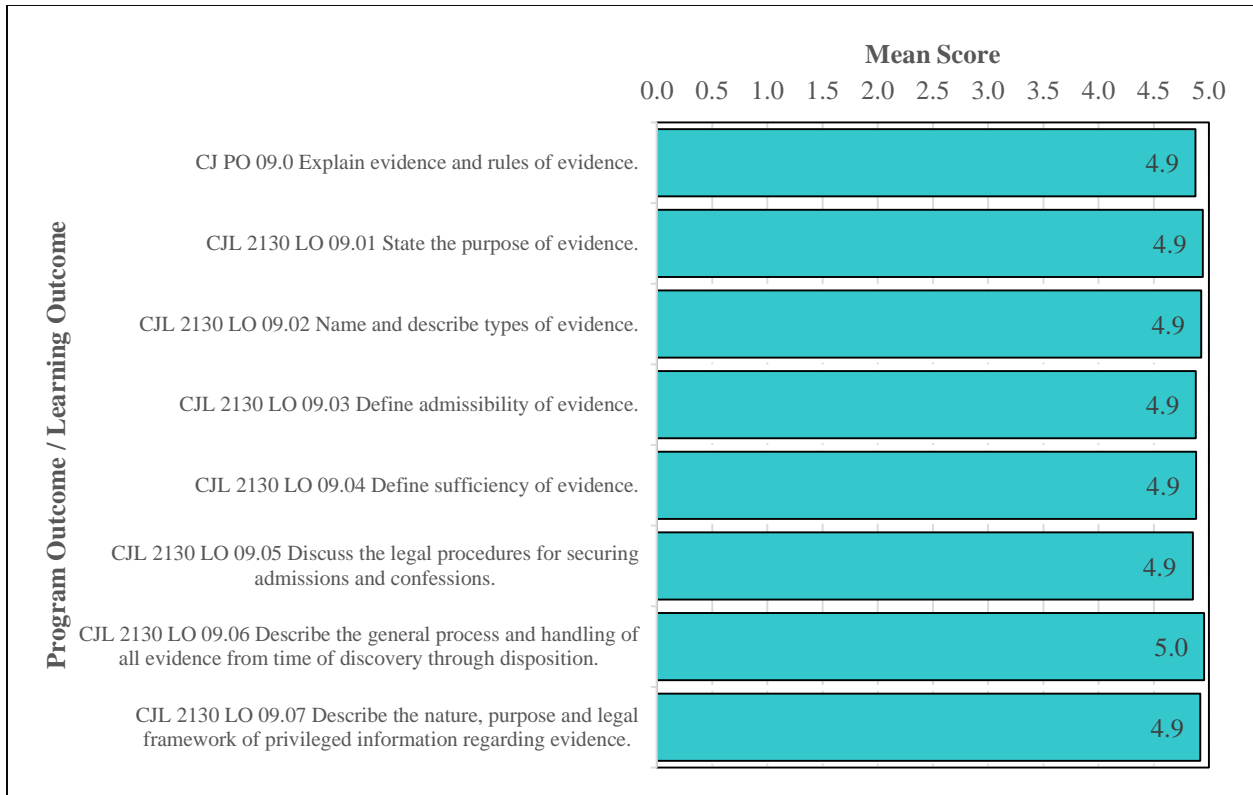 Mean Score
0.0 0.5 1.0 1.5 2.0 2.5 3.0 3.5 4.0 4.5 5.0
Program Outcome / Learning Outcome
CJ PO 09.0 Explain evidence and rules of evidence.
4.9
CJL 2130 LO 09.01 State the purpose of evidence.
4.9
CJL 2130 LO 09.02 Name and describe types of evidence.
4.9
CJL 2130 LO 09.03 Define admissibility of evidence.
4.9
CJL 2130 LO 09.04 Define sufficiency of evidence.
4.9
CJL 2130 LO 09.05 Discuss the legal procedures for securing
admissions and confessions.
4.9
CJL 2130 LO 09.06 Describe the general process and handling of
all evidence from time of discovery through disposition.
5.0
CJL 2130 LO 09.07 Describe the nature, purpose and legal
framework of privileged information regarding evidence.
4.9